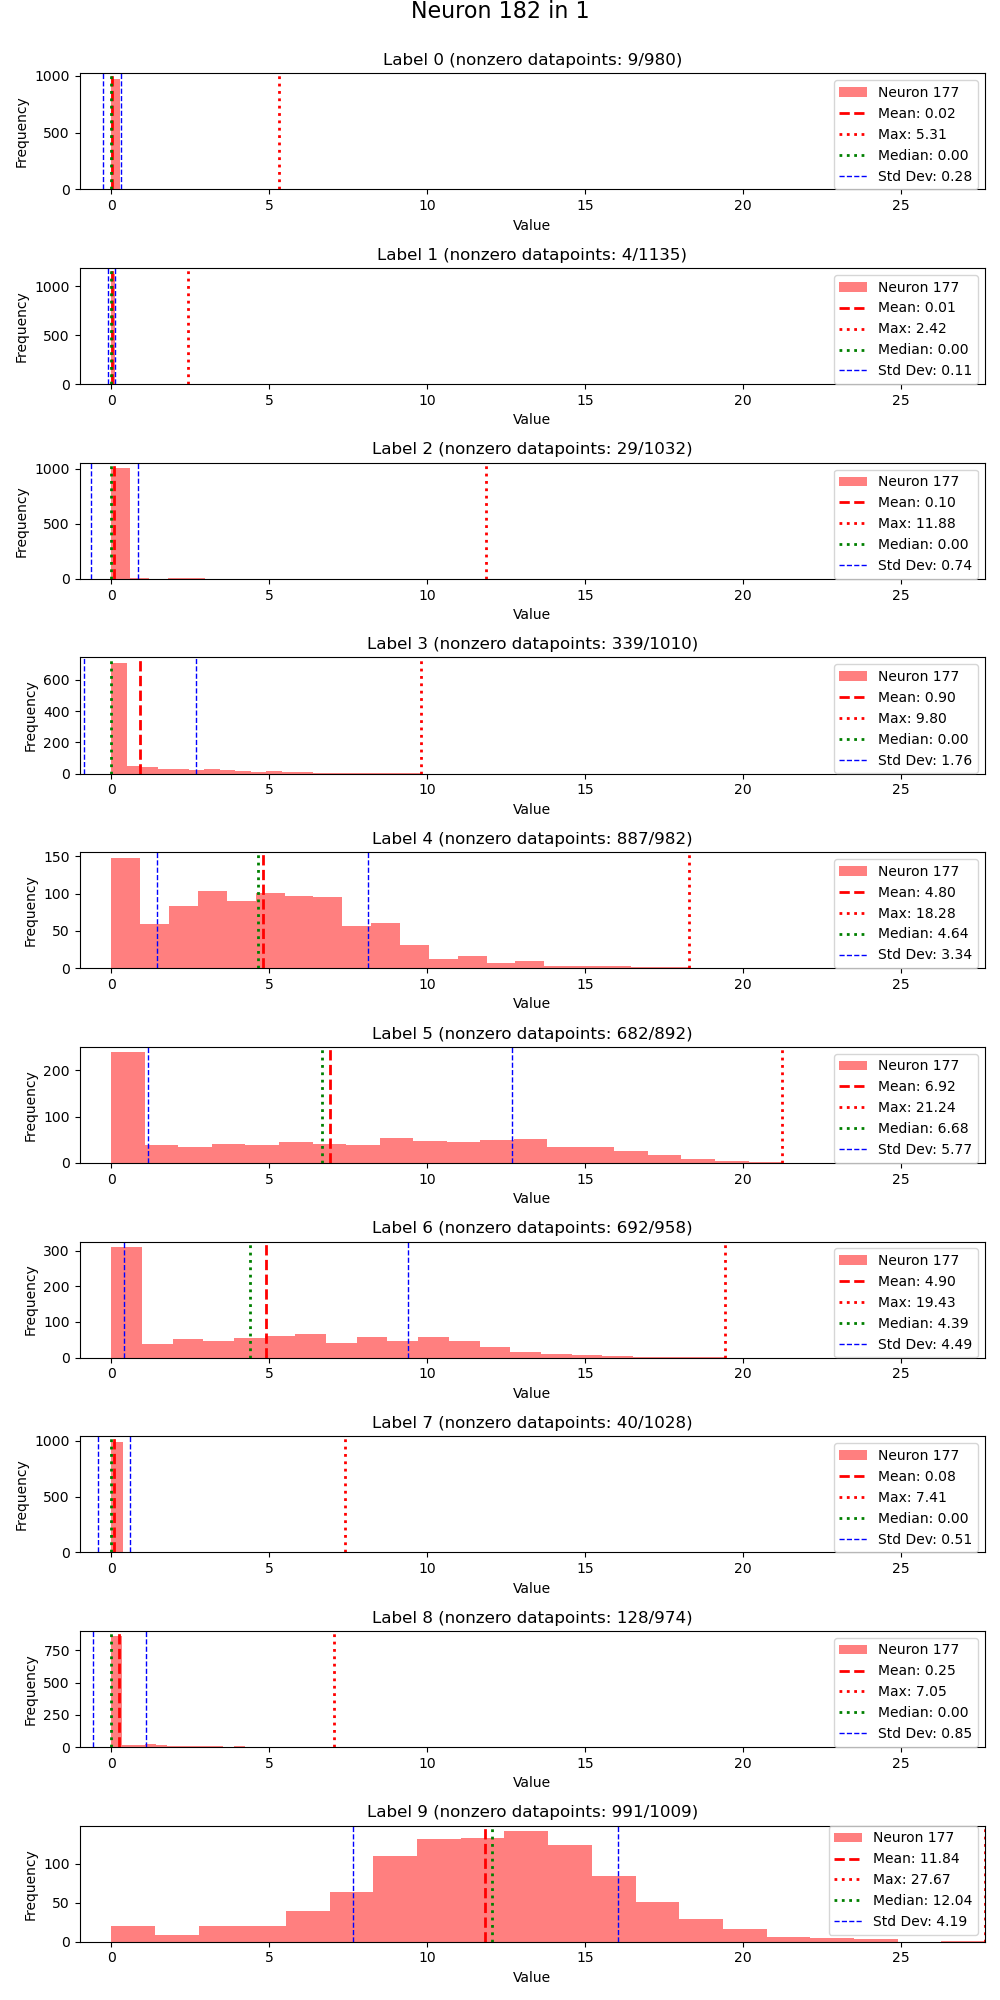 Neuron 182 in 1
Label 0 (nonzero datapoints: 9/980)
Frequency
1000
500
0
Neuron 177
Mean: 0.02
Max: 5.31
Median: 0.00
Std Dev: 0.28
0 5 10 15 20 25
Value
Label 1 (nonzero datapoints: 4/1135)
Frequency
1000
500
0
Neuron 177
Mean: 0.01
Max: 2.42
Median: 0.00
Std Dev: 0.11
0 5 10 15 20 25
Value
Label 2 (nonzero datapoints: 29/1032)
Frequency
1000
500
0
Neuron 177
Mean: 0.10
Max: 11.88
Median: 0.00
Std Dev: 0.74
0 5 10 15 20 25
Value
Label 3 (nonzero datapoints: 339/1010)
Frequency
600
400
200
0
Neuron 177
Mean: 0.90
Max: 9.80
Median: 0.00
Std Dev: 1.76
0 5 10 15 20 25
Value
Label 4 (nonzero datapoints: 887/982)
Frequency
150
100
50
0
Neuron 177
Mean: 4.80
Max: 18.28
Median: 4.64
Std Dev: 3.34
0 5 10 15 20 25
Value
Label 5 (nonzero datapoints: 682/892)
Frequency
200
100
0
Neuron 177
Mean: 6.92
Max: 21.24
Median: 6.68
Std Dev: 5.77
0 5 10 15 20 25
Value
Label 6 (nonzero datapoints: 692/958)
Frequency
300
200
100
0
Neuron 177
Mean: 4.90
Max: 19.43
Median: 4.39
Std Dev: 4.49
0 5 10 15 20 25
Value
Label 7 (nonzero datapoints: 40/1028)
Frequency
1000
500
0
Neuron 177
Mean: 0.08
Max: 7.41
Median: 0.00
Std Dev: 0.51
0 5 10 15 20 25
Value
Label 8 (nonzero datapoints: 128/974)
Frequency
750
500
250
0
Neuron 177
Mean: 0.25
Max: 7.05
Median: 0.00
Std Dev: 0.85
0 5 10 15 20 25
Value
Label 9 (nonzero datapoints: 991/1009)
Frequency
100
50
0
Neuron 177
Mean: 11.84
Max: 27.67
Median: 12.04
Std Dev: 4.19
0 5 10 15 20 25
Value